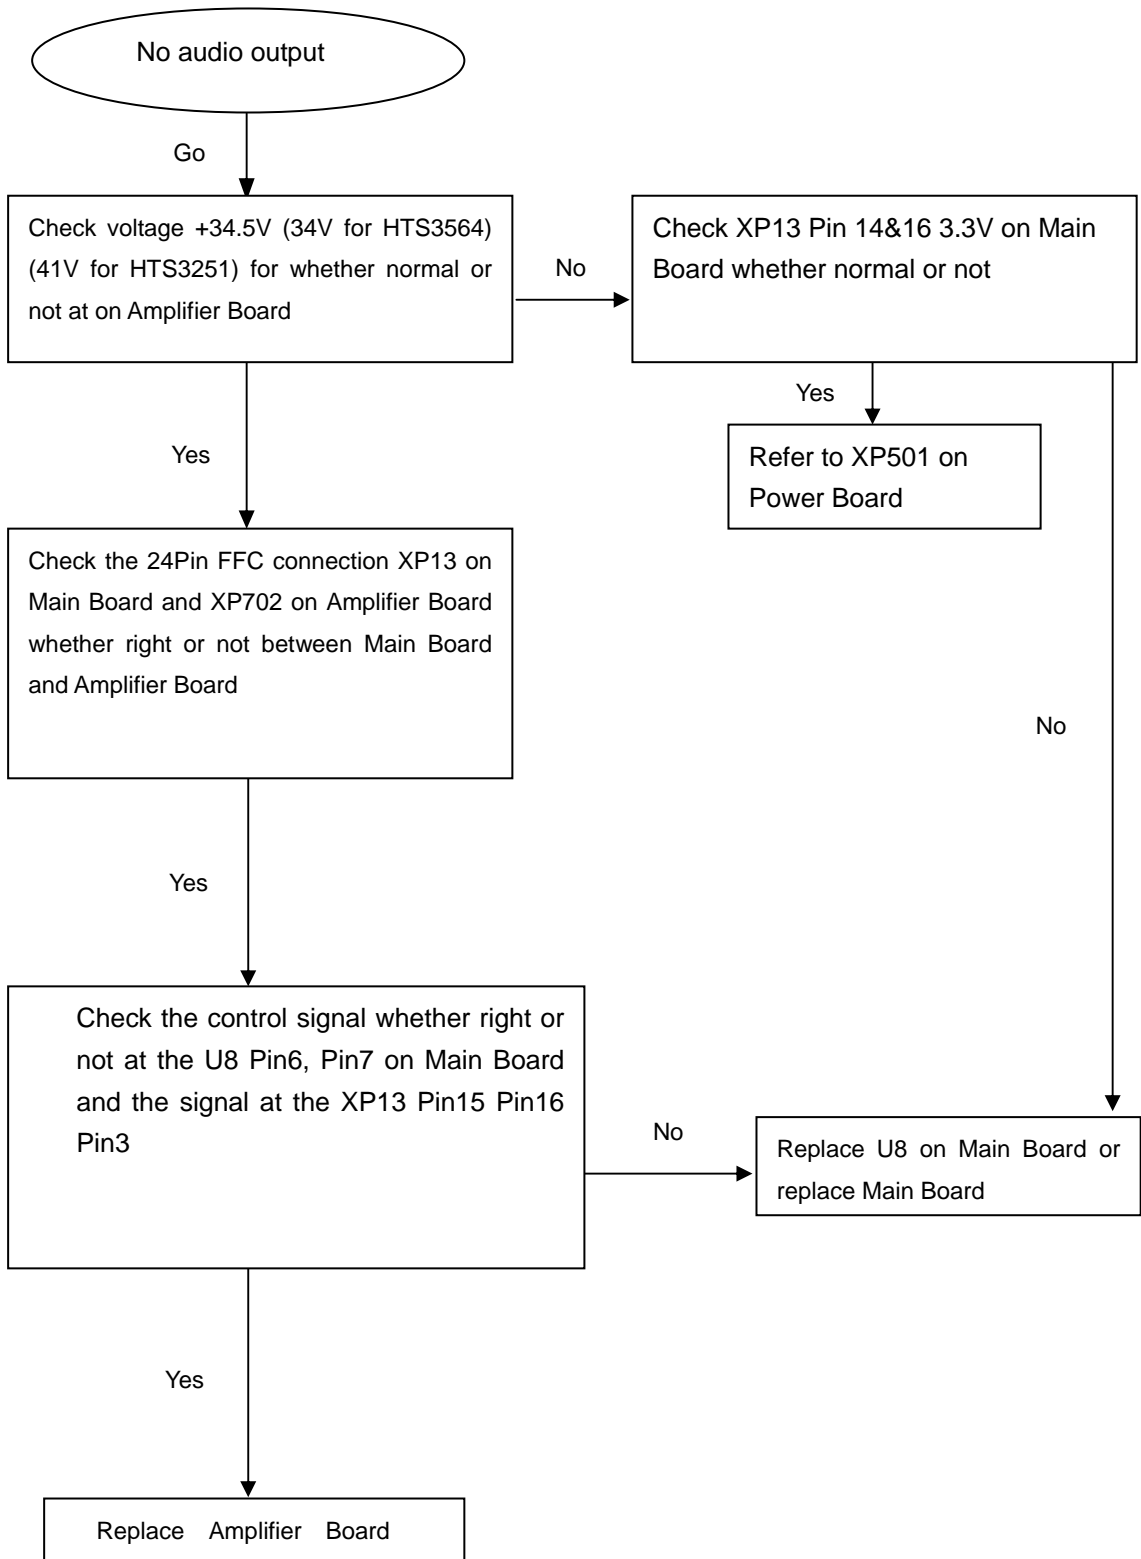 No audio output
Go
Check voltage +34.5V (34V for HTS3564)
(41V for HTS3251) for whether normal or
not at on Amplifier Board
No
Check XP13 Pin 14&16 3.3V on Main
Board whether normal or not
Yes
Refer to XP501 on
Power Board
Yes
Check the 24Pin FFC connection XP13 on
Main Board and XP702 on Amplifier Board
whether right or not between Main Board
and Amplifier Board
No
Yes
Check the control signal whether right or
not at the U8 Pin6, Pin7 on Main Board
and the signal at the XP13 Pin15 Pin16
Pin3
No
Replace U8 on Main Board or
replace Main Board
Yes
Replace Amplifier Board